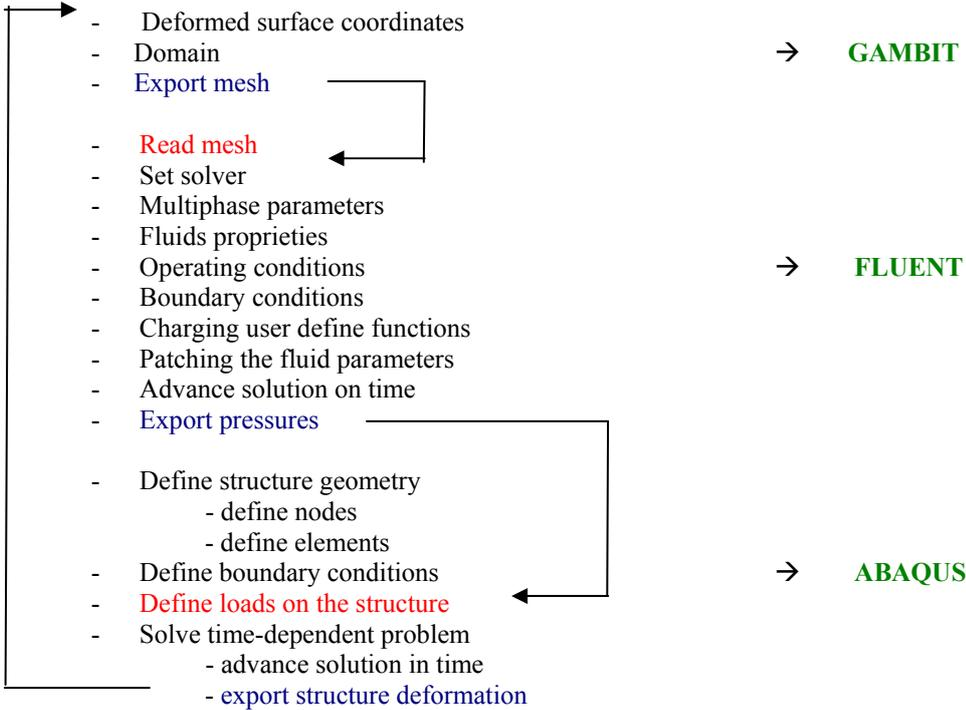 - Deformed surface coordinates
- Domain → GAMBIT
- Export mesh
- Read mesh
- Set solver
- Multiphase parameters
- Fluids proprieties
- Operating conditions → FLUENT
- Boundary conditions
- Charging user define functions
- Patching the fluid parameters
- Advance solution on time
- Export pressures
- Define structure geometry
- define nodes
- define elements
- Define boundary conditions → ABAQUS
- Define loads on the structure
- Solve time-dependent problem
- advance solution in time
- export structure deformation